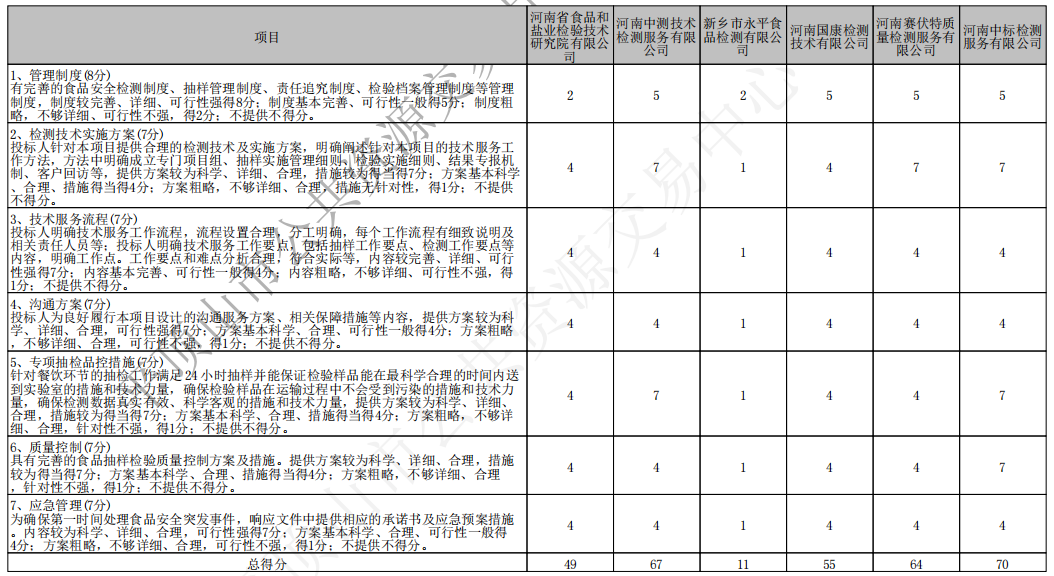 项目 河南省食品和盐业检验技术研究院有限公司 河南中测技术检测服务有限公司 新乡市永平食品检测有限公司 河南国康检测技术有限公司 河南赛伏特质量检测服务有限公司 河南中标检测服务有限公司
1、管理制度(8分)
有完善的食品安全检测制度、抽样管理制度、责任追究制度、检验档案管理制度等管理
制度，制度较完善、详细、可行性强得8分；制度基本完善、可行性一般得5分；制度粗
略，不够详细、可行性不强，得2分；不提供不得分。
2 5 2 5 5 5
2、检测技术实施方案(7分)
投标人针对本项目提供合理的检测技术及实施方案，明确阐述针对本项目的技术服务工
作方法，方法中明确成立专门项目组、抽样实施管理细则、检验实施细则、结果专报机
制、客户回访等，提供方案较为科学、详细、合理，措施较为得当得7分；方案基本科学
、合理、措施得当得4分；方案粗略，不够详细、合理，措施无针对性，得1分；不提供
不得分。
4 7 1 4 7 7
3、技术服务流程(7分)
投标人明确技术服务工作流程，流程设置合理，分工明确，每个工作流程有细致说明及
相关责任人员等；投标人明确技术服务工作要点，包括抽样工作要点、检测工作要点等
内容，明确工作点。工作要点和难点分析合理，符合实际等，内容较完善、详细、可行
性强得7分；内容基本完善、可行性一般得4分；内容粗略，不够详细、可行性不强，得
1分；不提供不得分。
4 4 1 4 4 4
4、沟通方案(7分)
投标人为良好履行本项目设计的沟通服务方案、相关保障措施等内容，提供方案较为科
学、详细、合理，可行性强得7分；方案基本科学、合理、可行性一般得4分；方案粗略
，不够详细、合理，可行性不强，得1分；不提供不得分。
4 4 1 4 4 4
5、专项抽检品控措施(7分)
针对餐饮环节的抽检工作满足24小时抽样并能保证检验样品能在最科学合理的时间内送
到实验室的措施和技术力量，确保检验样品在运输过程中不会受到污染的措施和技术力
量，确保检测数据真实有效、科学客观的措施和技术力量，提供方案较为科学、详细、
合理，措施较为得当得7分；方案基本科学、合理、措施得当得4分；方案粗略，不够详
细、合理，针对性不强，得1分；不提供不得分。
4 7 1 4 4 7
6、质量控制(7分)
具有完善的食品抽样检验质量控制方案及措施。提供方案较为科学、详细、合理，措施
较为得当得7分；方案基本科学、合理、措施得当得4分；方案粗略，不够详细、合理
，针对性不强，得1分；不提供不得分。
4 4 1 4 4 7
7、应急管理(7分)
为确保第一时间处理食品安全突发事件，响应文件中提供相应的承诺书及应急预案措施
。内容较为科学、详细、合理，可行性强得7分；方案基本科学、合理、可行性一般得
4分；方案粗略，不够详细、合理，可行性不强，得1分；不提供不得分。
4 4 1 4 4 4
总得分 49 67 11 55 64 70